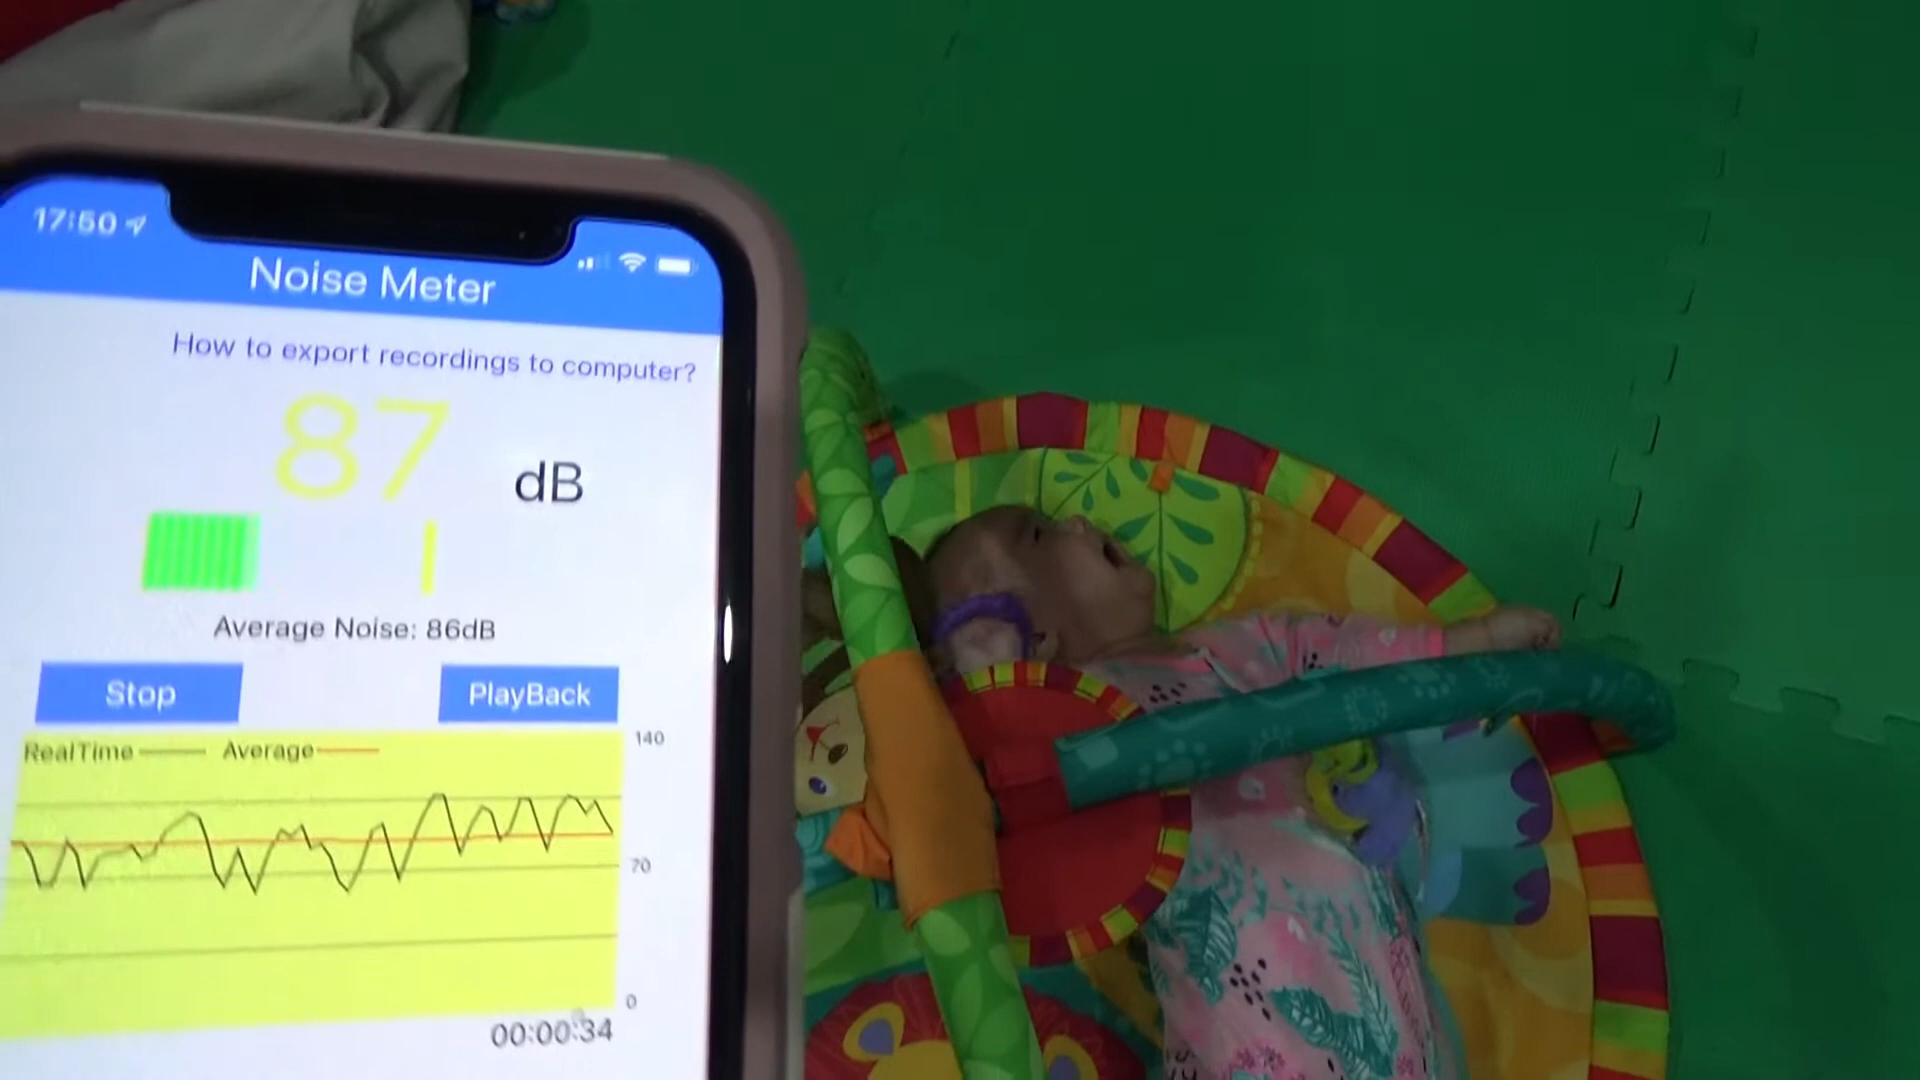 17:50
Noise Meter
How to export recordings to computer?
87 dB
Average Noise: 86dB
Stop PlayBack
RealTime Average 140
70
0
00:00:34